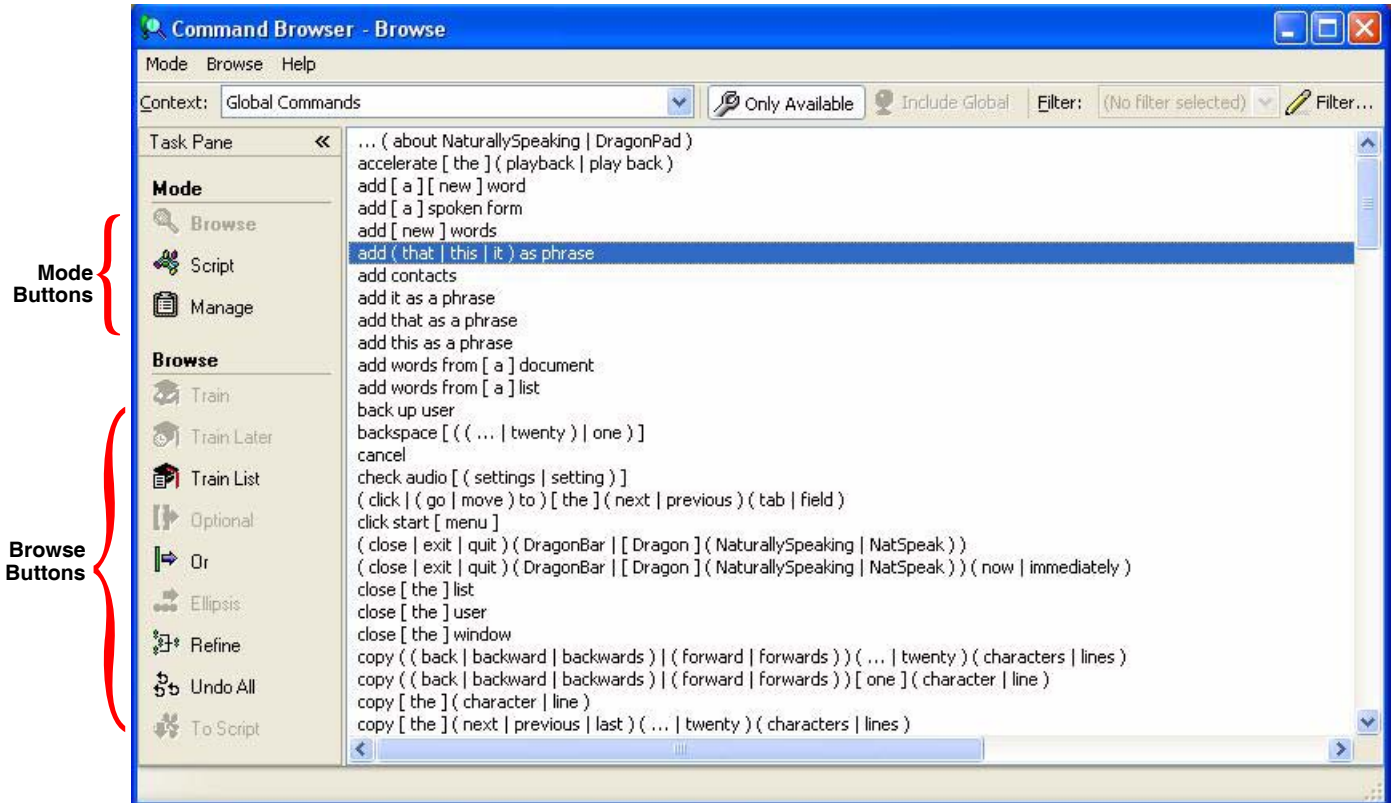 Command Browser - Browse
Mode Browse Help
Context: Global Commands Only Available Include Global Filter: (No filter selected) Filter...
Task Pane «
Mode
Browse
Script
Manage
Mode
Buttons
Browse
Train
Train Later
Train List
Optional
Or
Ellipsis
Refine
Undo All
To Script
Browse
Buttons
... ( about NaturallySpeaking | DragonPad )
accelerate [ the ] ( playback | play back )
add [ a ] [ new ] word
add [ a ] spoken form
add [ new ] words
add ( that | this | it ) as phrase
add contacts
add it as a phrase
add that as a phrase
add this as a phrase
add words from [ a ] document
add words from [ a ] list
back up user
backspace [ ( ( ... | twenty ) | one ) ]
cancel
check audio [ ( settings | setting ) ]
( click | ( go | move ) to ) [ the ] ( next | previous ) ( tab | field )
click start [ menu ]
( close | exit | quit ) ( DragonBar | [ Dragon ] ( NaturallySpeaking | NatSpeak ) )
( close | exit | quit ) ( DragonBar | [ Dragon ] ( NaturallySpeaking | NatSpeak ) ) ( now | immediately )
close [ the ] list
close [ the ] user
close [ the ] window
copy ( ( back | backward | backwards ) | ( forward | forwards ) ) ( ... | twenty ) ( characters | lines )
copy ( ( back | backward | backwards ) | ( forward | forwards ) ) [ one ] ( character | line )
copy [ the ] ( character | line )
copy [ the ] ( next | previous | last ) ( ... | twenty ) ( characters | lines )